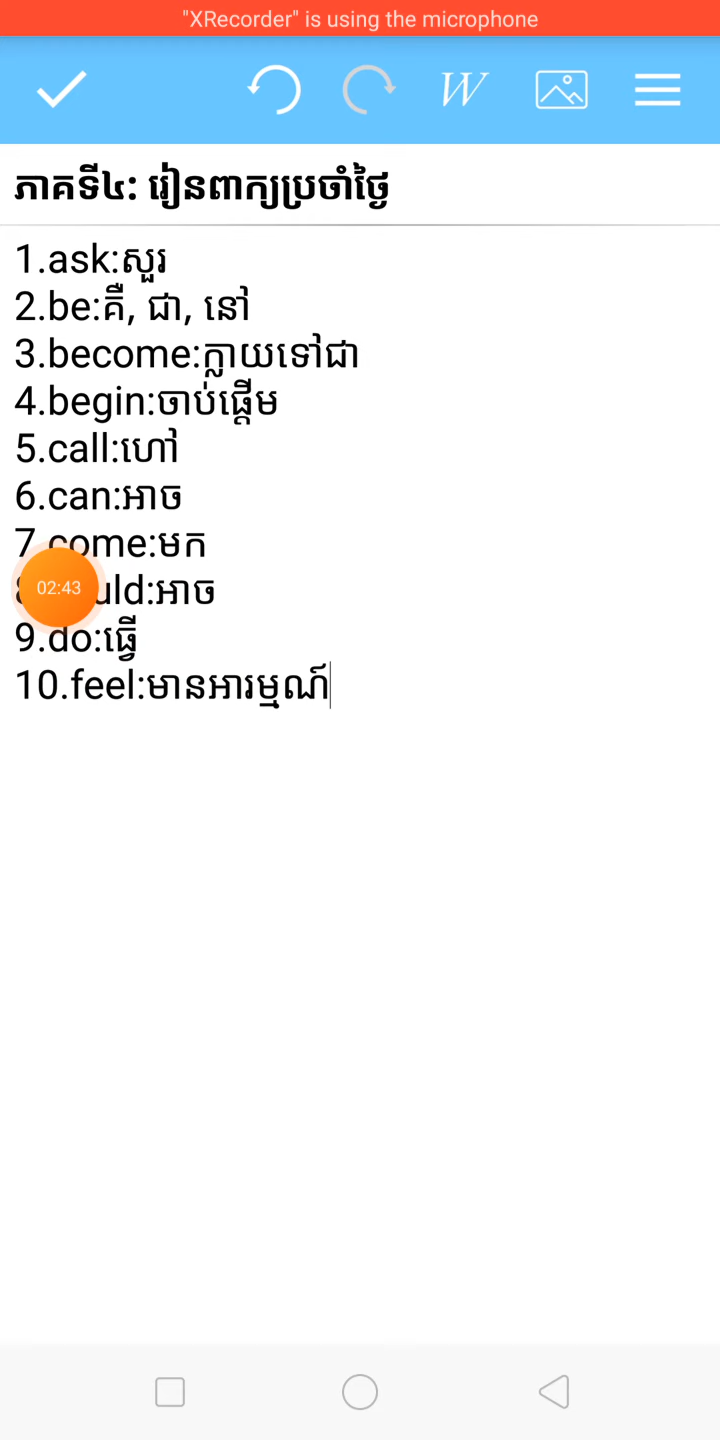 "XRecorder" is using the microphone
W
ភាគទី៤: រៀនពាក្យប្រចាំថ្ងៃ
1.ask:សួរ
2.be:គឺ, ជា, នៅ
3.become:ក្លាយទៅជា
4.begin:ចាប់ផ្តើម
5.call:ហៅ
6.can:អាច
7.come:មក
02:43
uld:អាច
9.do:ធ្វើ
10.feel:មានអារម្មណ៍